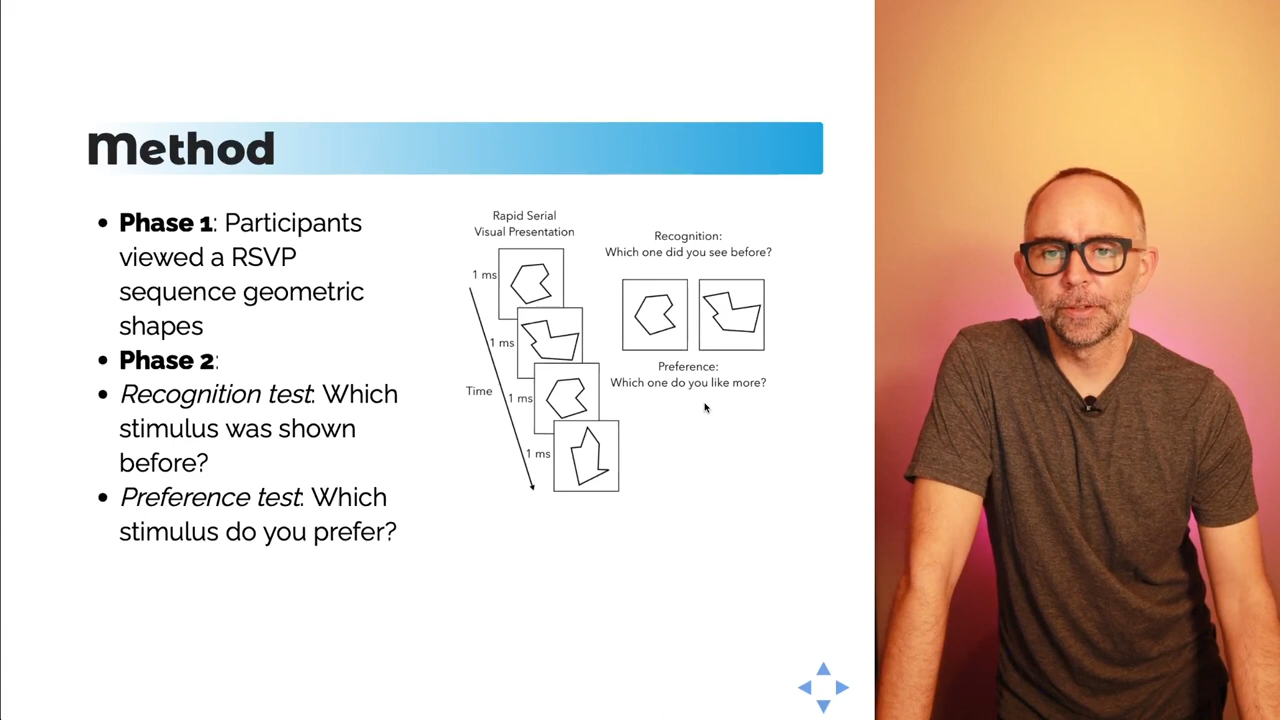 Method
• Phase 1: Participants
viewed a RSVP
sequence geometric
shapes
• Phase 2:
• Recognition test: Which
stimulus was shown
before?
• Preference test: Which
stimulus do you prefer?
Rapid Serial
Visual Presentation
1 ms
1 ms
1 ms
1 ms
Time
Recognition:
Which one did you see before?
Preference:
Which one do you like more?